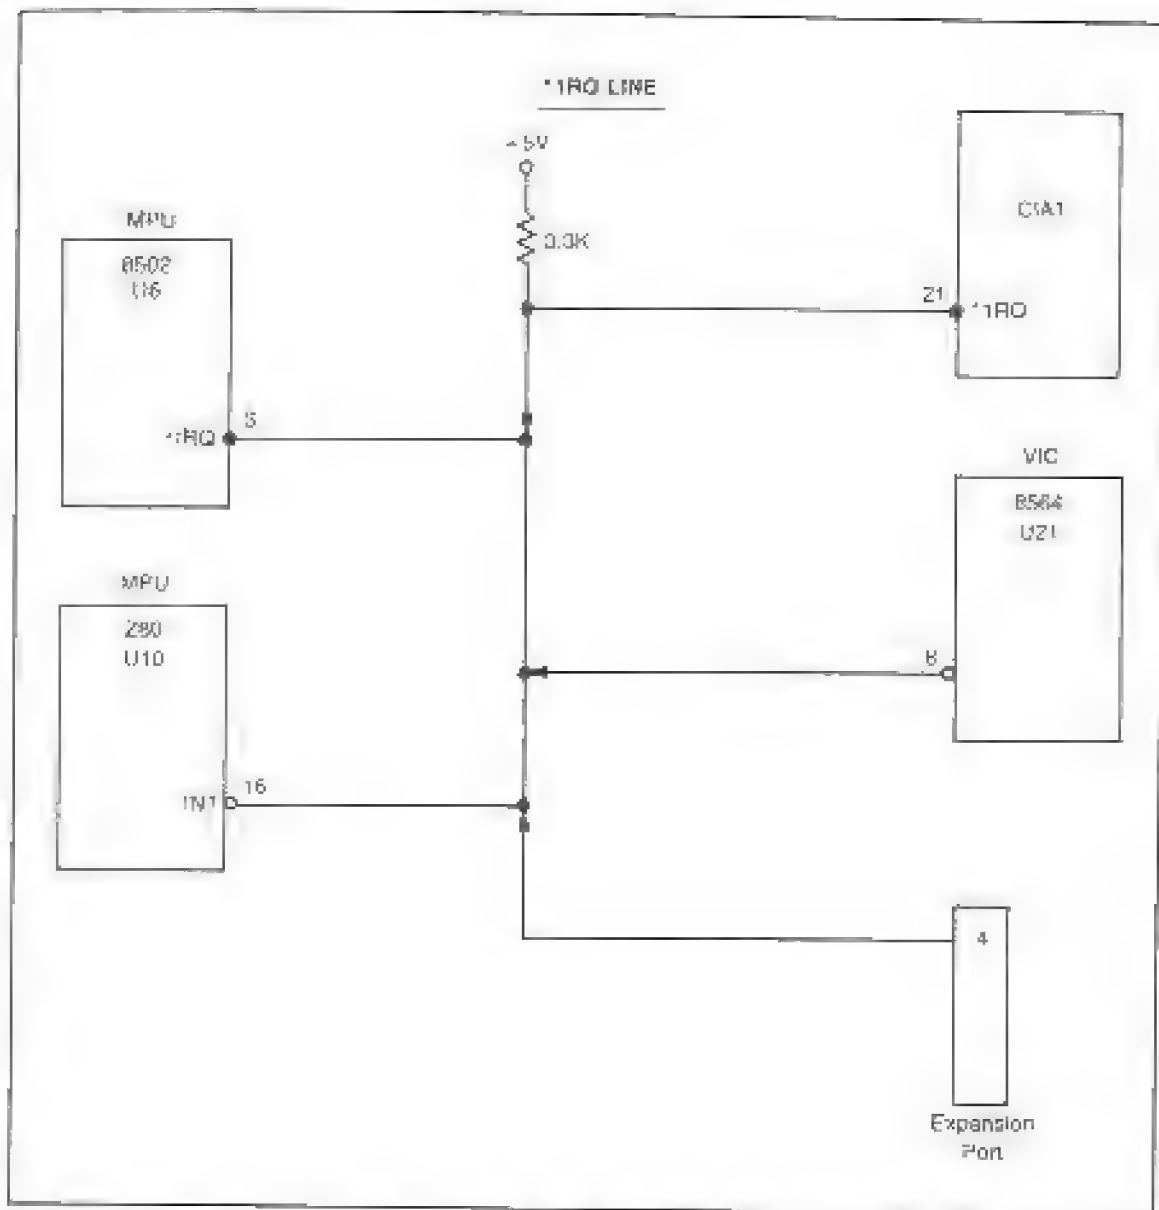 *IRQ LINE
+5V
3.3K
MPU
8502
U6
*IRQ
5
CIA1
21
*IRQ
VIC
8564
U21
8
MPU
Z80
U10
INT
16
4
Expansion
Port